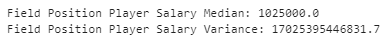 Field Position Player Salary Median: 1025000.0
Field Position Player Salary Variance: 17025395446831.7